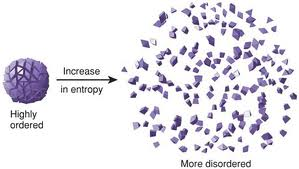 Increase
in entropy
Highly
ordered
More disordered